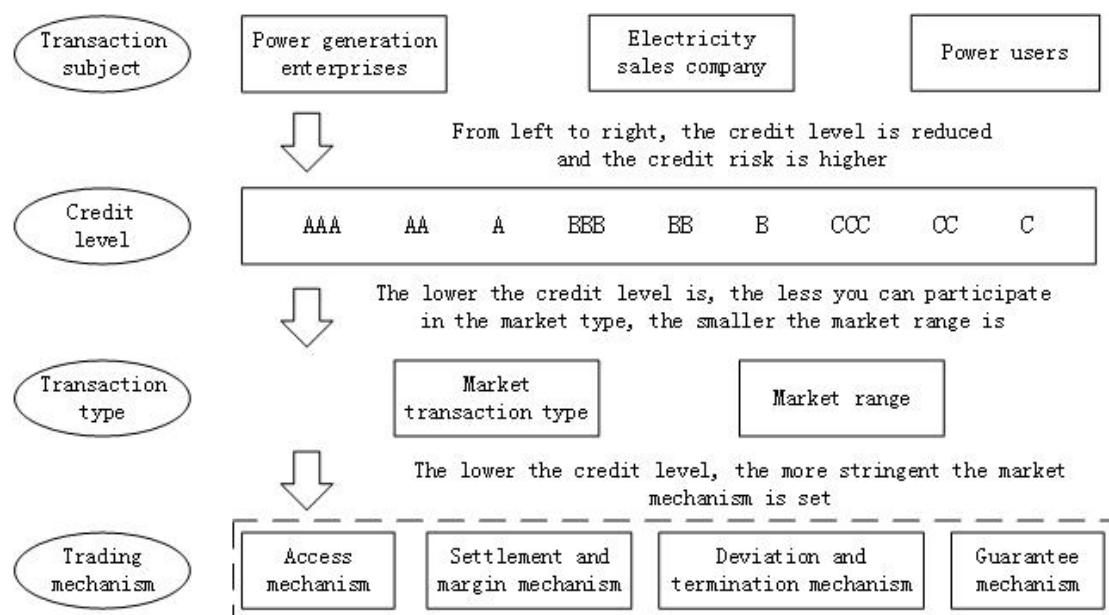 Transaction
subject
Power generation
enterprises
Electricity
sales company
Power users
From left to right, the credit level is reduced
and the credit risk is higher
Credit
level
AAA AA A BBB BB B CCC CC C
The lower the credit level is, the less you can participate
in the market type, the smaller the market range is
Transaction
type
Market
transaction type
Market range
The lower the credit level, the more stringent the market
mechanism is set
Trading
mechanism
Access
mechanism
Settlement and
margin mechanism
Deviation and
termination mechanism
Guarantee
mechanism